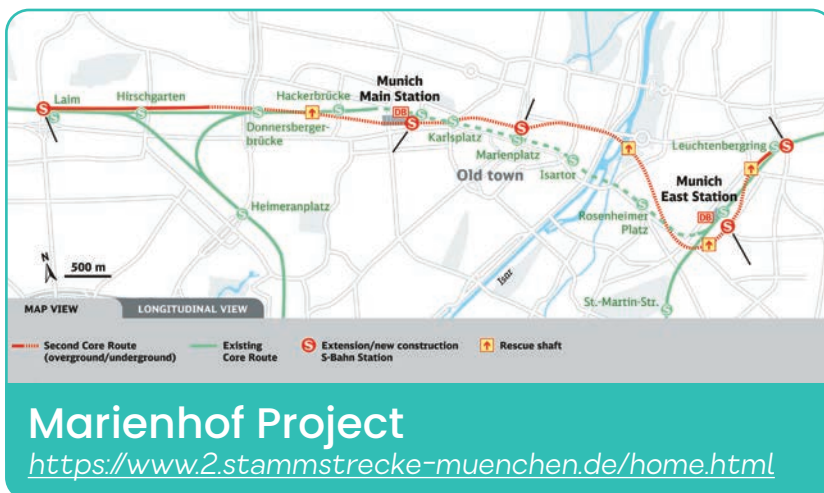 Laim
Hirschgarten
Hackerbrücke
Munich
Main Station
DB
Donnersberger-
brücke
Karlsplatz
Marienplatz
Old town
Isartor
Leuchtenbergring
Munich
East Station
DB
Heimeranplatz
Rosenheimer
Platz
N
500 m
Isar
St.-Martin-Str.
MAP VIEW
LONGITUDINAL VIEW
Second Core Route
(overground/underground)
Existing
Core Route
S Extension/new construction
S-Bahn Station
Rescue shaft
Marienhof Project
https://www.2.stammstrecke-muenchen.de/home.html